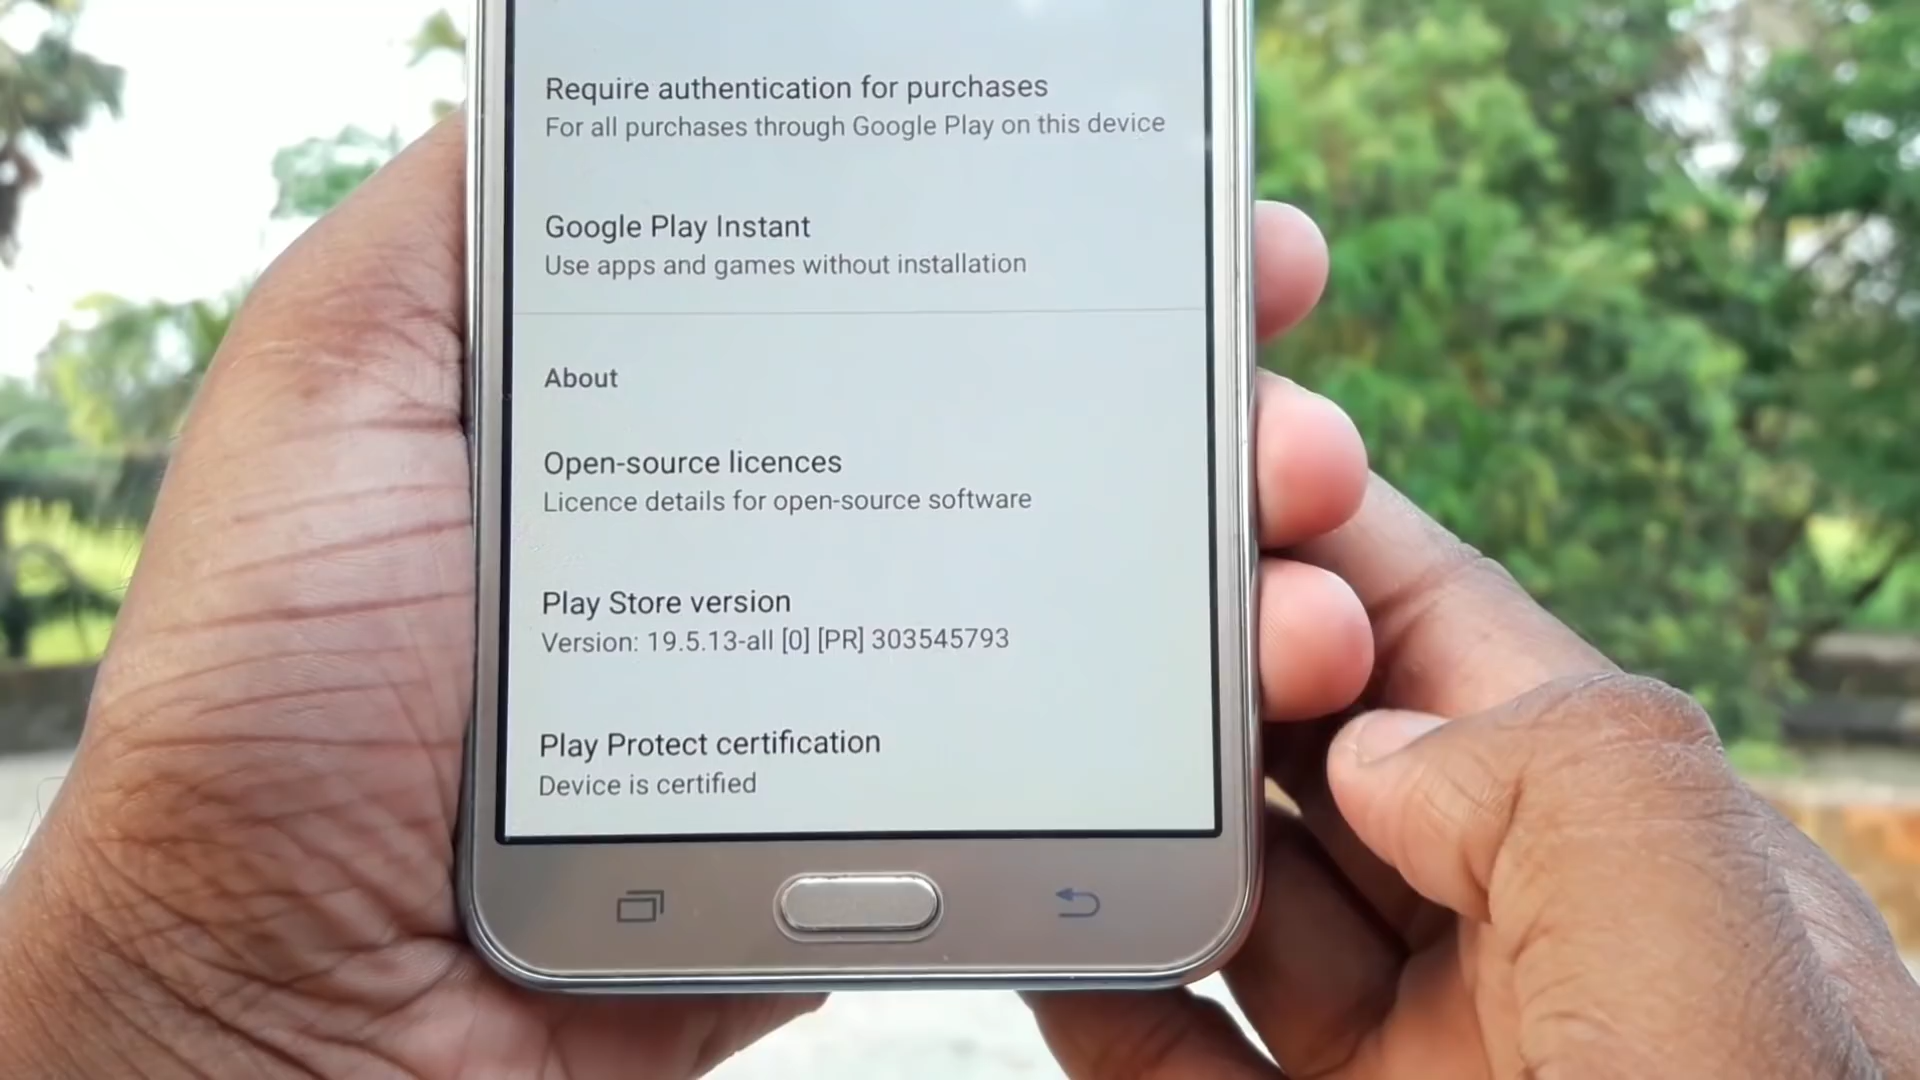 Require authentication for purchases
For all purchases through Google Play on this device
Google Play Instant
Use apps and games without installation
About
Open-source licences
Licence details for open-source software
Play Store version
Version: 19.5.13-all [0] [PR] 303545793
Play Protect certification
Device is certified